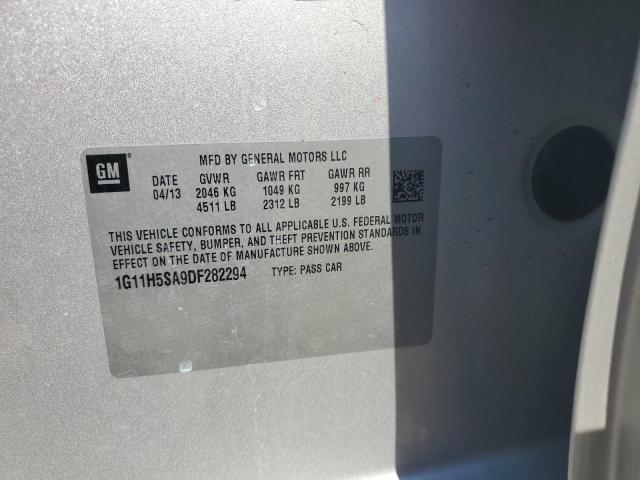 GM®
MFD BY GENERAL MOTORS LLC
DATE GVWR GAWR FRT GAWR RR
04/13 2046 KG 1049 KG 997 KG
4511 LB 2312 LB 2199 LB
THIS VEHICLE CONFORMS TO ALL APPLICABLE U.S. FEDERAL MOTOR
VEHICLE SAFETY, BUMPER, AND THEFT PREVENTION STANDARDS IN
EFFECT ON THE DATE OF MANUFACTURE SHOWN ABOVE.
1G11H5SA9DF282294 TYPE: PASS CAR